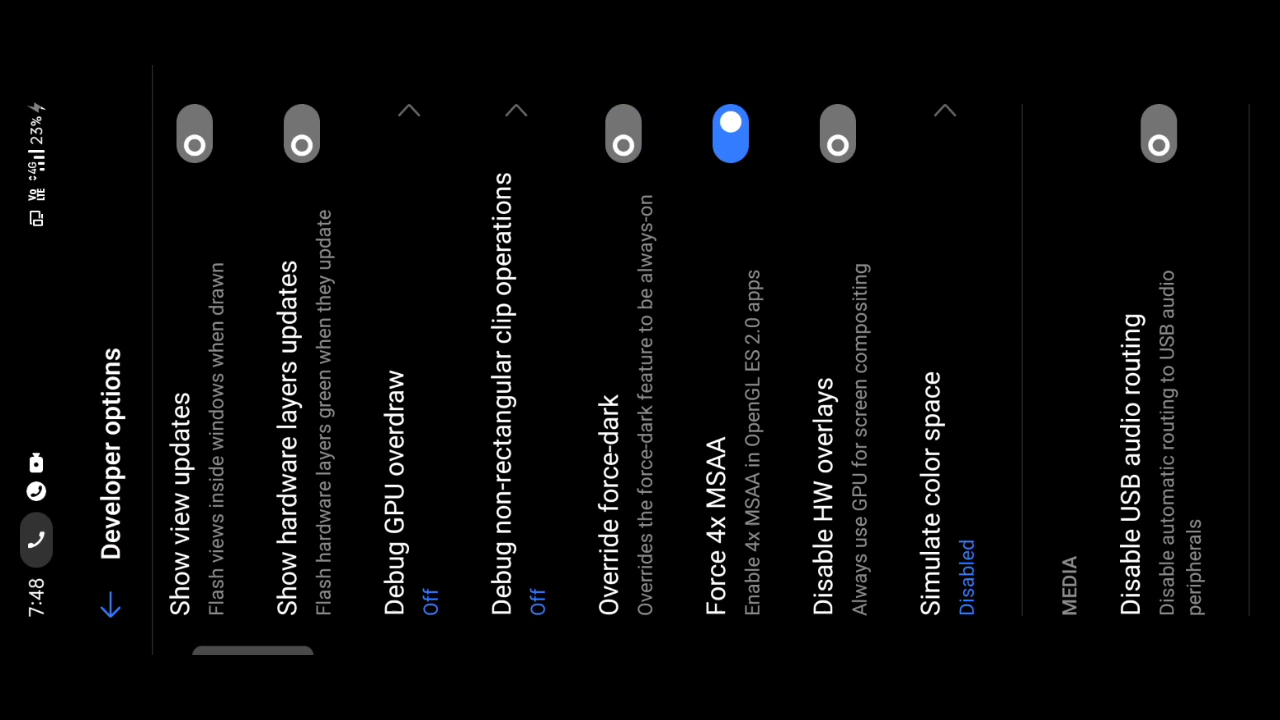 7:48
Vo LTE 4G 23%
Developer options
Show view updates
Flash views inside windows when drawn
Show hardware layers updates
Flash hardware layers green when they update
Debug GPU overdraw
Off
Debug non-rectangular clip operations
Off
Override force-dark
Overrides the force-dark feature to be always-on
Force 4x MSAA
Enable 4x MSAA in OpenGL ES 2.0 apps
Disable HW overlays
Always use GPU for screen compositing
Simulate color space
Disabled
MEDIA
Disable USB audio routing
Disable automatic routing to USB audio
peripherals